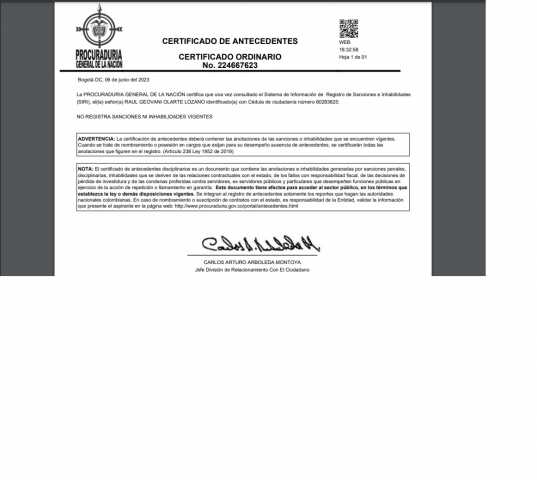 PROCURADURIA
GENERAL DE LA NACION
CERTIFICADO DE ANTECEDENTES
CERTIFICADO ORDINARIO
No. 224667623
WEB
16:32:58
Hoja 1 de 01
Bogotá DC, 09 de junio del 2023
La PROCURADURIA GENERAL DE LA NACIÓN certifica que una vez consultado el Sistema de Información de Registro de Sanciones e Inhabilidades
(SIRI), el(la) señor(a) RAUL GEOVANI OLARTE LOZANO identificado(a) con Cédula de ciudadanía número
NO REGISTRA SANCIONES NI INHABILIDADES VIGENTES
ADVERTENCIA: La certificación de antecedentes deberá contener las anotaciones de las sanciones o inhabilidades que se encuentren vigentes.
Cuando se trate de nombramiento o posesión en cargos que exijan para su desempeño ausencia de antecedentes, se certificarán todas las
anotaciones que figuren en el registro. (Artículo 238 Ley 1952 de 2019)
NOTA: El certificado de antecedentes disciplinarios es un documento que contiene las anotaciones e inhabilidades generadas por sanciones penales,
disciplinarias, inhabilidades que se deriven de las relaciones contractuales con el estado, de los fallos con responsabilidad fiscal, de las decisiones de
pérdida de investidura y de las condenas proferidas contra servidores, ex servidores públicos y particulares que desempeñen funciones públicas en
ejercicio de la acción de repetición o llamamiento en garantía. Este documento tiene efectos para acceder al sector público, en los términos que
establezca la ley o demás disposiciones vigentes. Se integran al registro de antecedentes solamente los reportes que hagan las autoridades
nacionales colombianas. En caso de nombramiento o suscripción de contratos con el estado, es responsabilidad de la Entidad, validar la información
que presente el aspirante en la página web: http://www.procuraduria.gov.co/portal/antecedentes.html
CARLOS ARTURO ARBOLEDA MONTOYA
Jefe División de Relacionamiento Con El Ciudadano